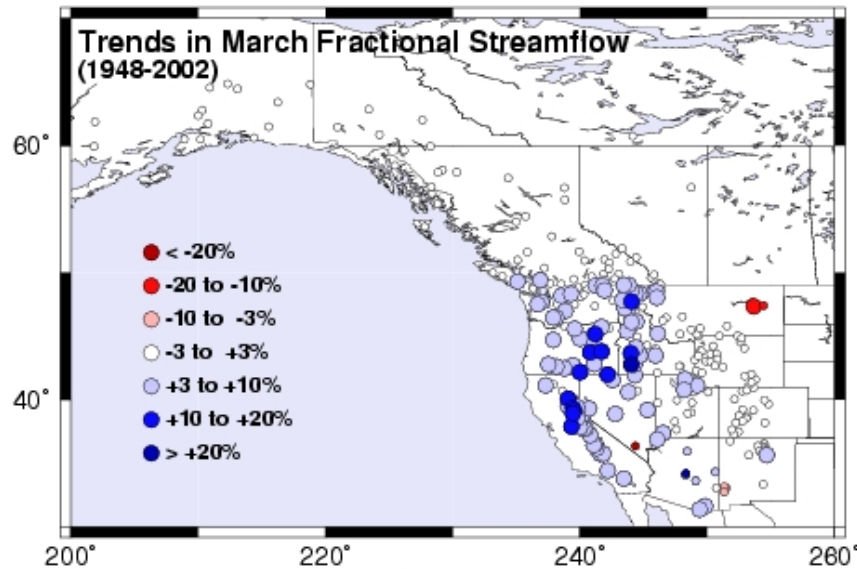 Trends in March Fractional Streamflow
(1948-2002)
60°
< -20%
-20 to -10%
-10 to -3%
-3 to +3%
+3 to +10%
40°
+10 to +20%
> +20%
200° 220° 240° 260°